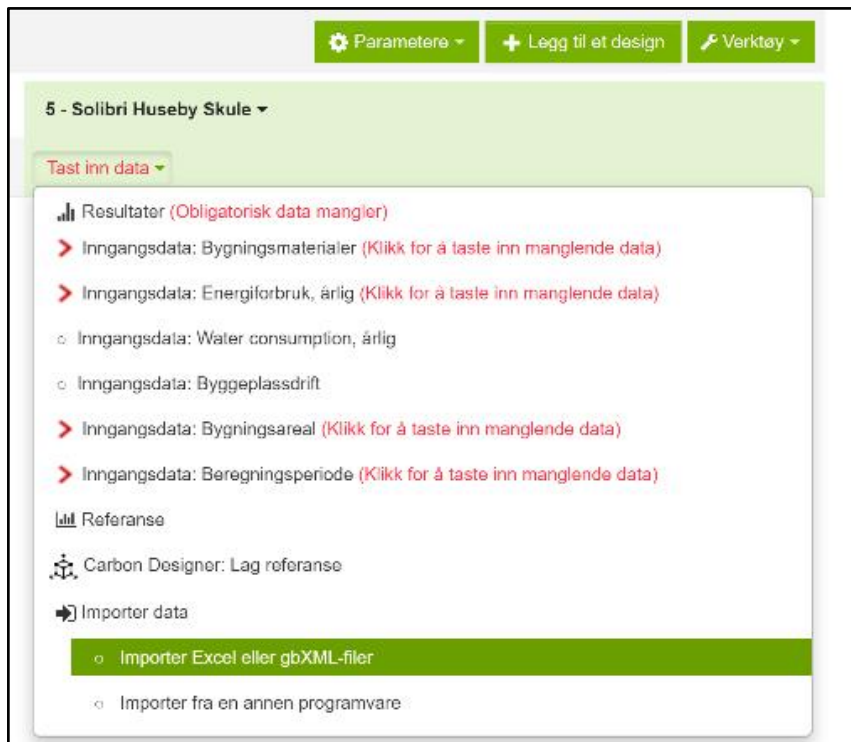 Parametere
Legg til et design
Verktøy
5 - Solibri Huseby Skule
Tast inn data
Resultater (Obligatorisk data mangler)
Inngangsdata: Bygningsmaterialer (Klikk for å taste inn manglende data)
Inngangsdata: Energiforbruk, årlig (Klikk for å taste inn manglende data)
Inngangsdata: Water consumption, årlig
Inngangsdata: Byggeplassdrift
Inngangsdata: Bygningsareal (Klikk for å taste inn manglende data)
Inngangsdata: Beregningsperiode (Klikk for å taste inn manglende data)
Referanse
Carbon Designer: Lag referanse
Importer data
Importer Excel eller gbXML-filer
Importer fra en annen programvare